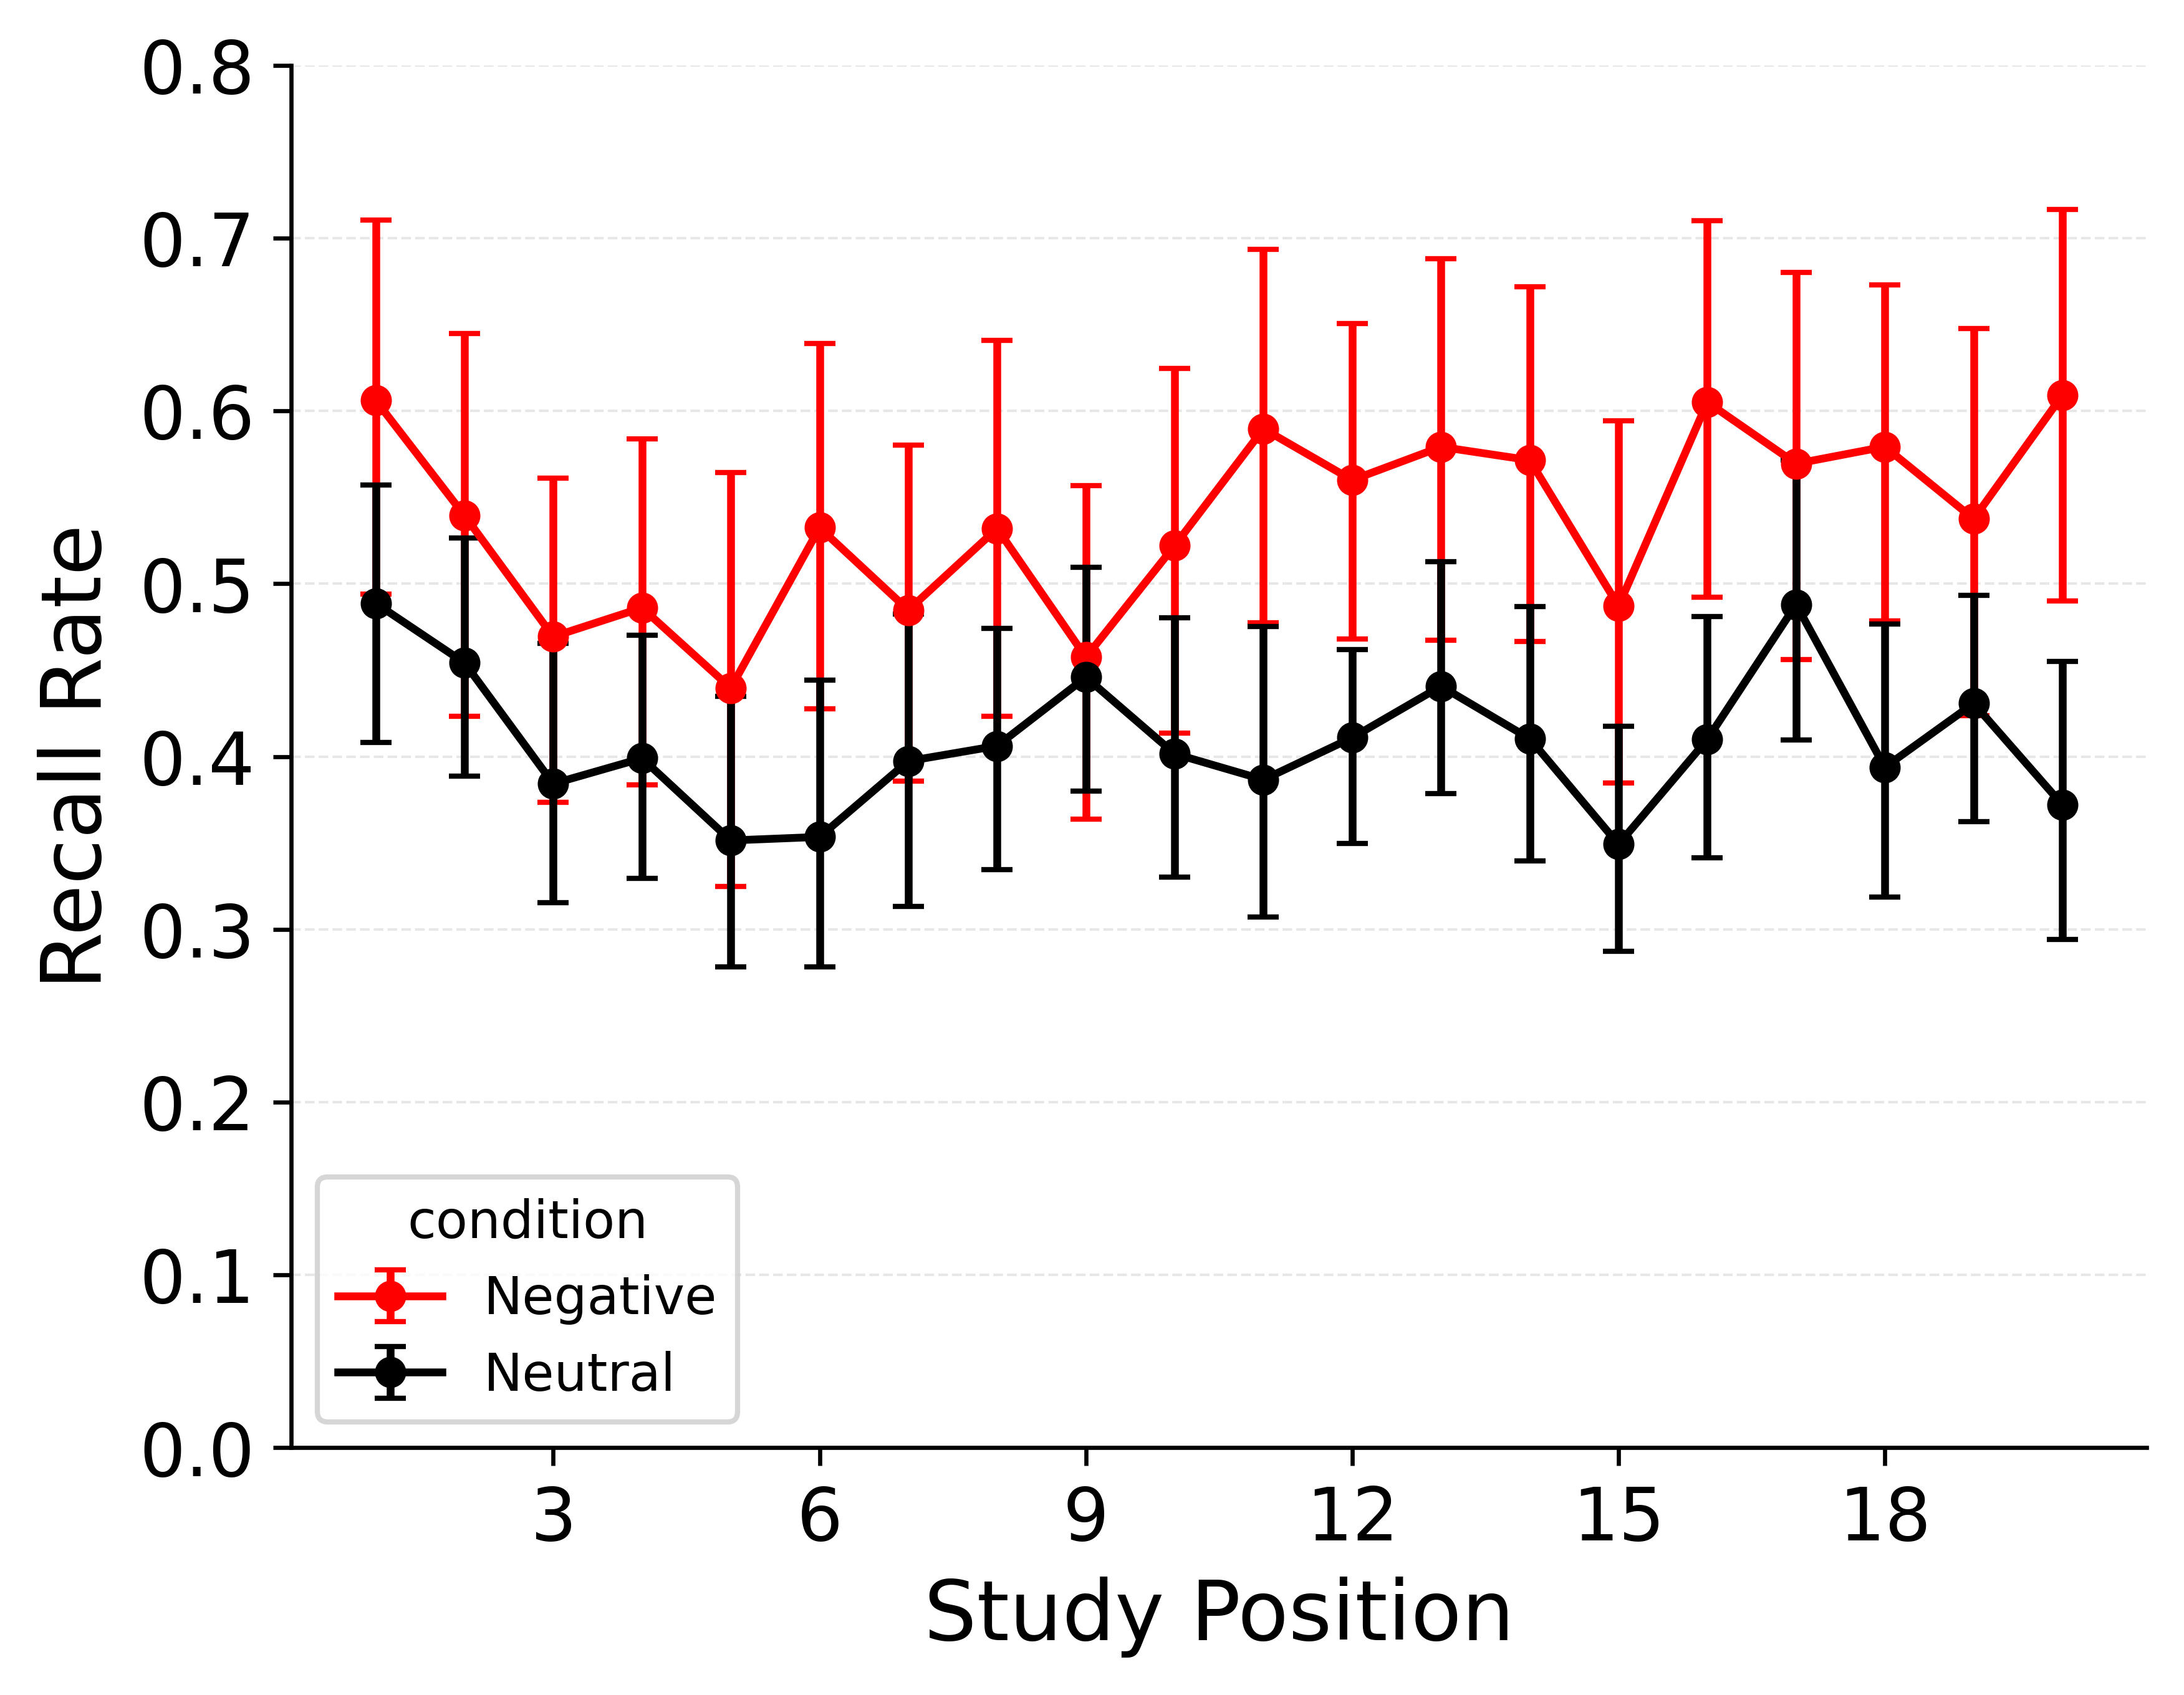 0.8
0.7
0.6
0.5
0.4
0.3
0.2
0.1
0.0
Recall Rate
condition
Negative
Neutral
3 6 9 12 15 18
Study Position